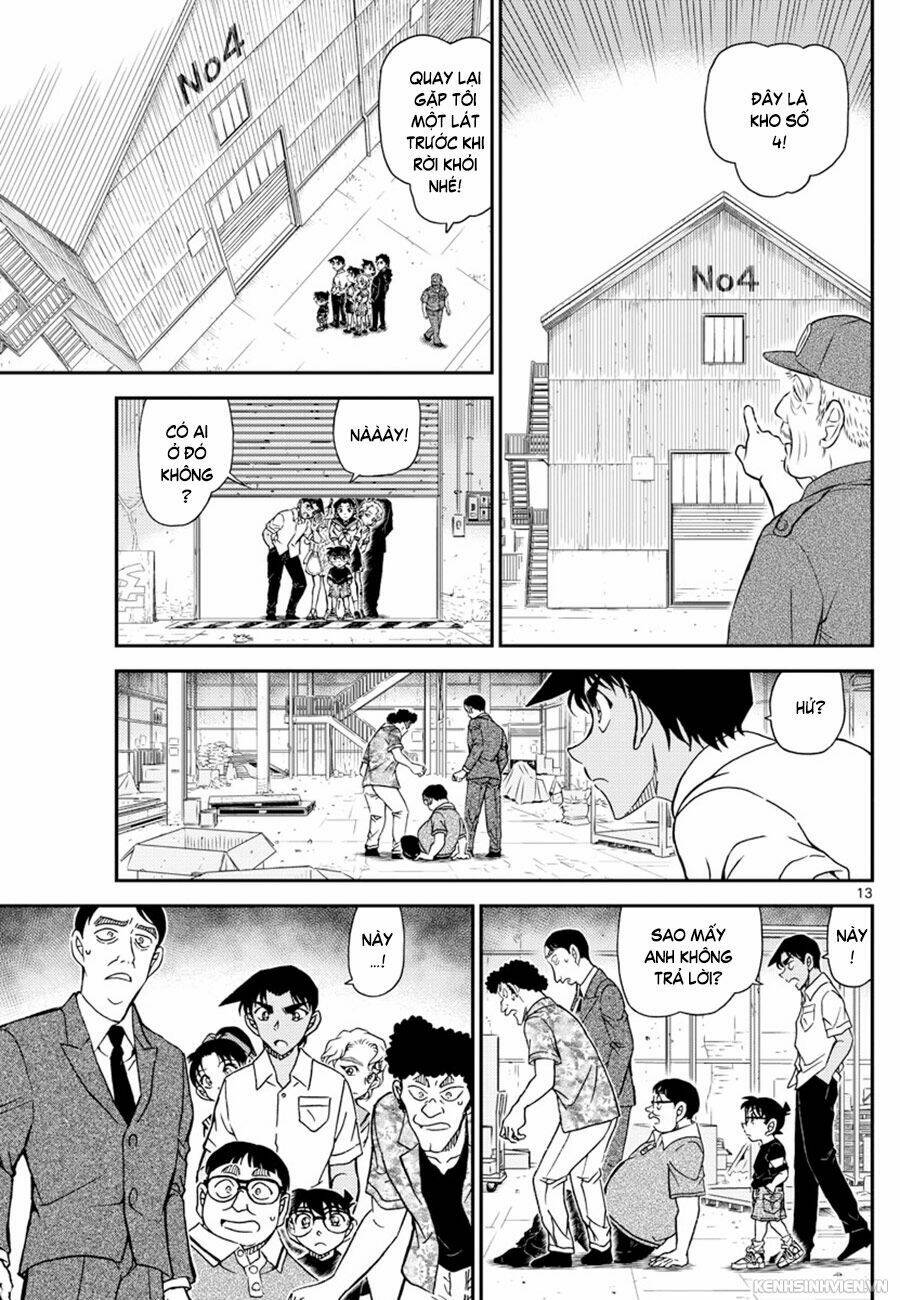 ĐÂY LÀ
KHO SỐ
4!
No4
QUAY LẠI
GẶP TÔI
MỘT LÁT
TRƯỚC KHI
RỜI KHỎI
NHÉ!
No4
NÀÀÀY!
CÓ AI
Ở ĐÓ
KHÔNG
?
HỬ?
13
NÀY
!
SAO MẤY
ANH KHÔNG
TRẢ LỜI?
NÀY
...!
KENHSINHVIEN.VN